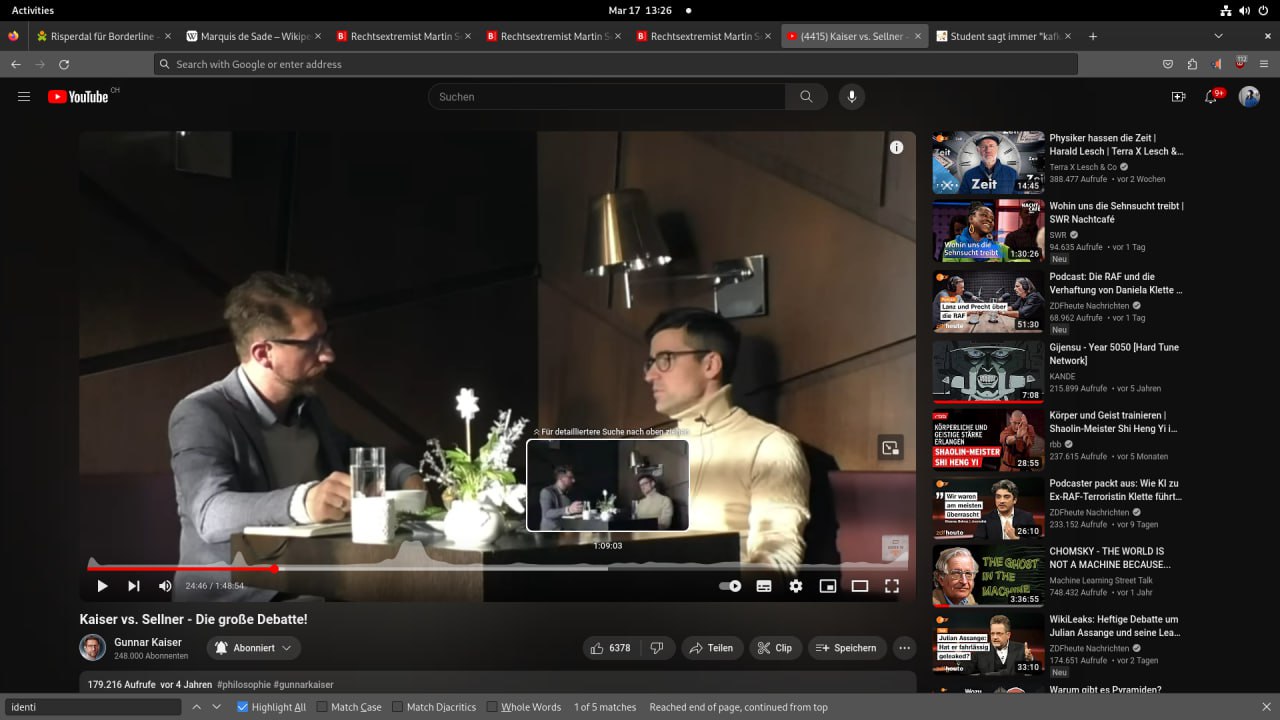 Activities
Mar 17 13:26
Risperdal für Borderline -
Marquis de Sade – Wikipe
Rechtsextremist Martin S
Rechtsextremist Martin S
Rechtsextremist Martin S
(4415) Kaiser vs. Sellner -
Student sagt immer "kafk
Search with Google or enter address
112
YouTube CH
Suchen
9+
Für detailliertere Suche nach oben ziehen
1:09:03
24:46 / 1:48:54
Kaiser vs. Sellner - Die große Debatte!
Gunnar Kaiser
248.000 Abonnenten
Abonniert
6378
Teilen
Clip
Speichern
179.216 Aufrufe vor 4 Jahren #philosophie #gunnarkaiser
Zeit
14:45
Physiker hassen die Zeit |
Harald Lesch | Terra X Lesch &...
Terra X Lesch & Co
388.477 Aufrufe • vor 2 Wochen
NACHT CAFÉ
Wohin uns die
Sehnsucht treibt
1:30:26
Wohin uns die Sehnsucht treibt |
SWR Nachtcafé
SWR
94.635 Aufrufe • vor 1 Tag
Neu
Lanz und Precht über
die RAF
ZDF heute
51:30
Podcast: Die RAF und die
Verhaftung von Daniela Klette ...
ZDFheute Nachrichten
68.962 Aufrufe • vor 1 Tag
Neu
7:08
Gijensu - Year 5050 [Hard Tune
Network]
KANDE
215.899 Aufrufe • vor 5 Jahren
KÖRPERLICHE UND
GEISTIGE STÄRKE
ERLANGEN
SHAOLIN-MEISTER
SHI HENG YI
28:55
Körper und Geist trainieren |
Shaolin-Meister Shi Heng Yi i...
rbb
237.615 Aufrufe • vor 5 Monaten
Wir waren
am meisten
überrascht
ZDF heute
26:10
Podcaster packt aus: Wie KI zu
Ex-RAF-Terroristin Klette führt...
ZDFheute Nachrichten
233.152 Aufrufe • vor 9 Tagen
THE GHOST
IN THE
MACHINE
3:36:55
CHOMSKY - THE WORLD IS
NOT A MACHINE BECAUSE...
Machine Learning Street Talk
748.432 Aufrufe • vor 1 Jahr
Julian Assange:
Hat er fahrlässig
geleaked?
ZDF heute
33:10
WikiLeaks: Heftige Debatte um
Julian Assange und seine Lea...
ZDFheute Nachrichten
174.651 Aufrufe • vor 2 Tagen
Neu
Wozu
Warum gibt es Pyramiden?
identi
Highlight All
Match Case
Match Diacritics
Whole Words
1 of 5 matches
Reached end of page, continued from top